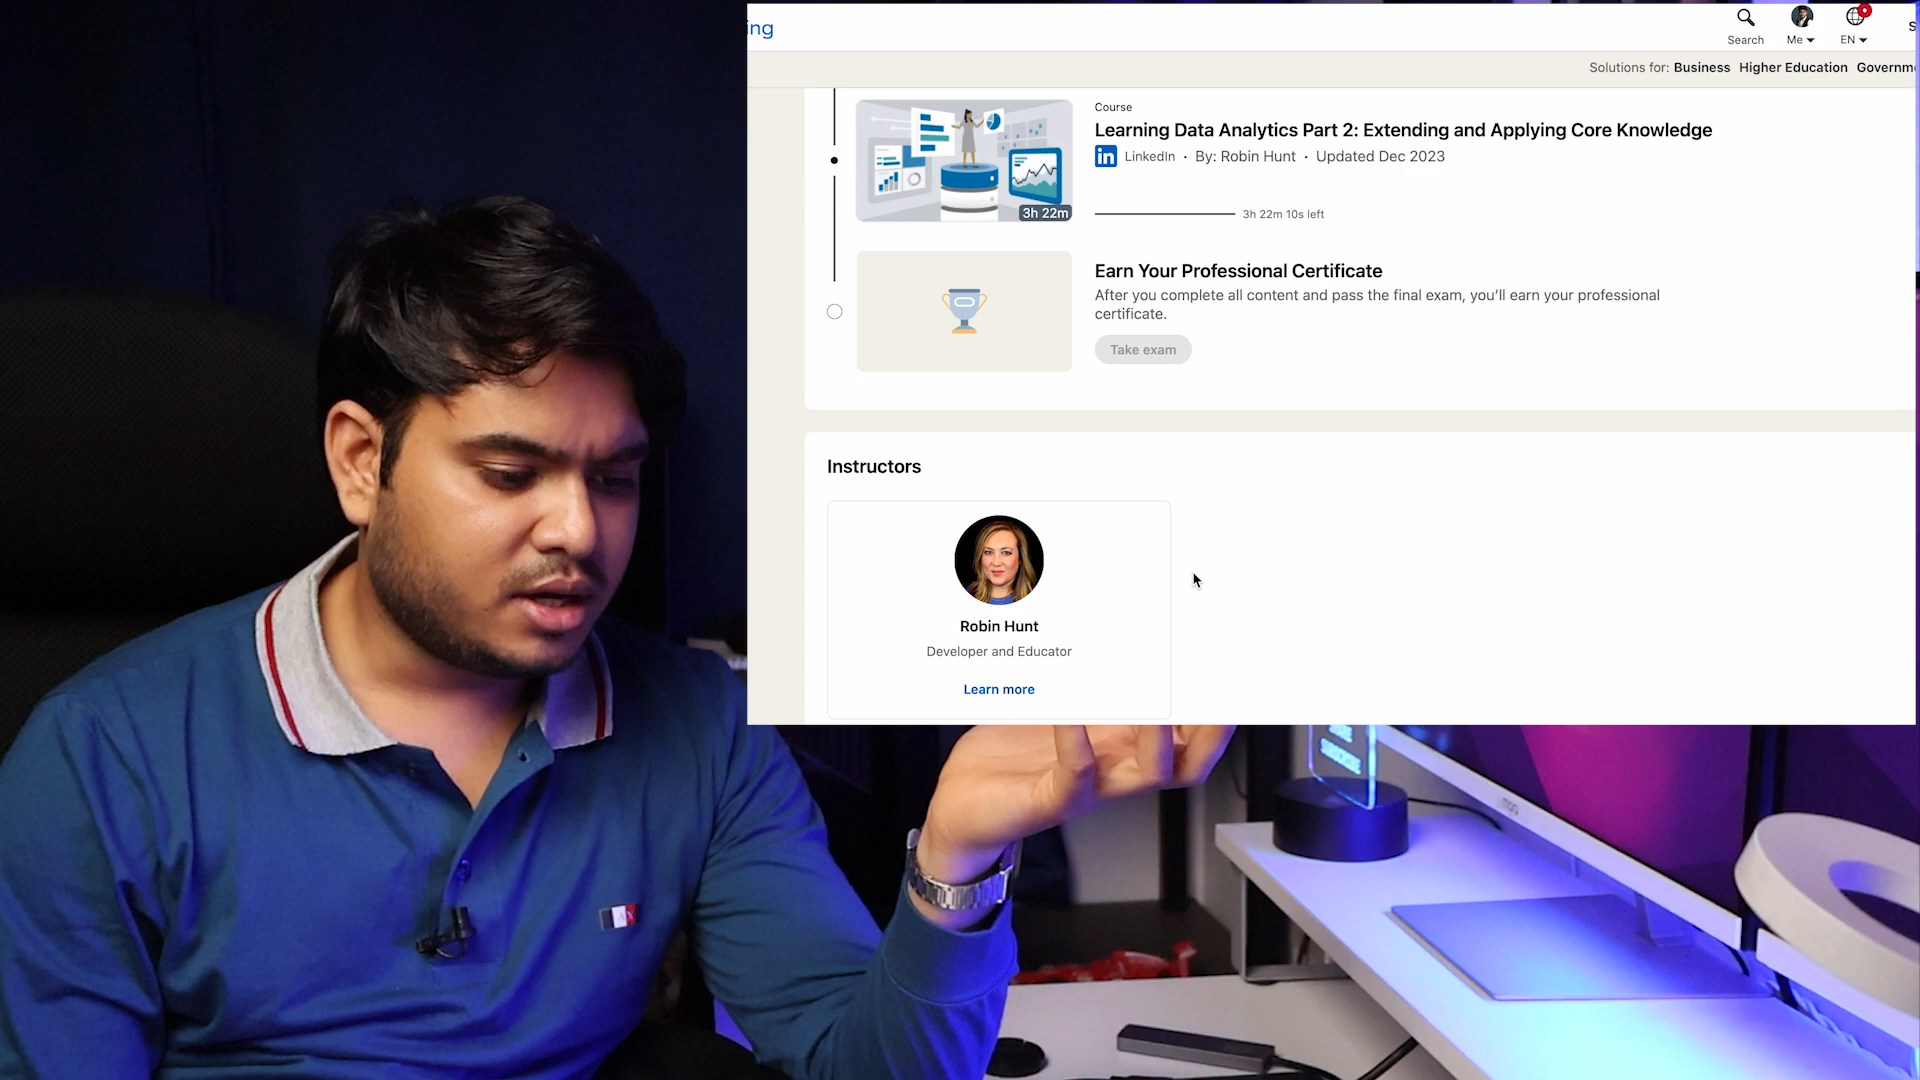 ing
Search
Me
EN
Solutions for: Business Higher Education Governme
Course
Learning Data Analytics Part 2: Extending and Applying Core Knowledge
in LinkedIn · By: Robin Hunt · Updated Dec 2023
3h 22m
3h 22m 10s left
Earn Your Professional Certificate
After you complete all content and pass the final exam, you'll earn your professional
certificate.
Take exam
Instructors
Robin Hunt
Developer and Educator
Learn more
SUBSCRIBE